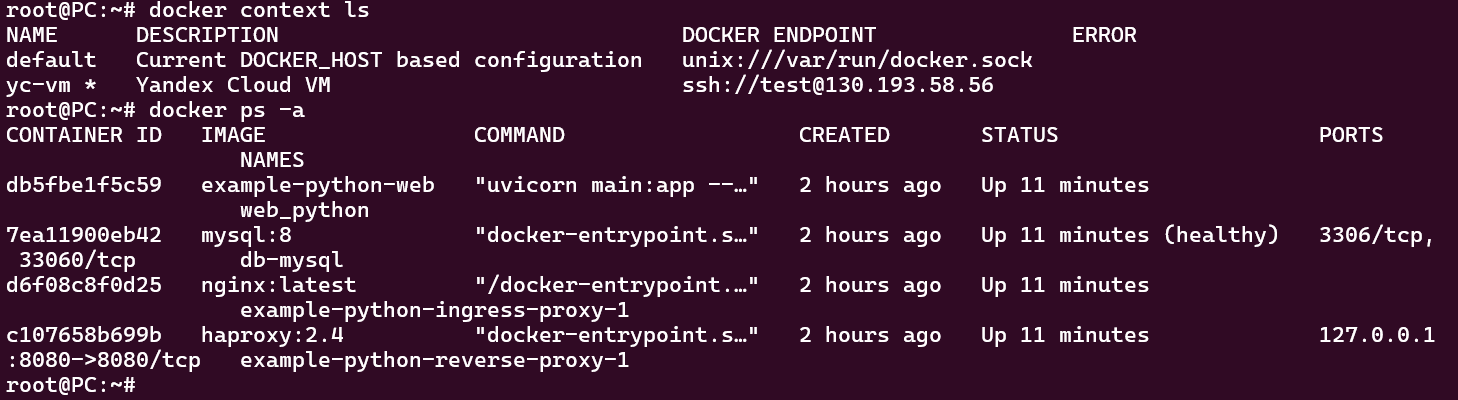 root@PC:~# docker context ls
NAME      DESCRIPTION                               DOCKER ENDPOINT               ERROR
default   Current DOCKER_HOST based configuration   unix:///var/run/docker.sock
yc-vm *   Yandex Cloud VM                           ssh://test@130.193.58.56
root@PC:~# docker ps -a
CONTAINER ID   IMAGE                COMMAND                  CREATED       STATUS                    PORTS
                  NAMES
db5fbe1f5c59   example-python-web   "uvicorn main:app --…"   2 hours ago   Up 11 minutes
                  web_python
7ea11900eb42   mysql:8              "docker-entrypoint.s…"   2 hours ago   Up 11 minutes (healthy)   3306/tcp,
 33060/tcp        db-mysql
d6f08c8f0d25   nginx:latest         "/docker-entrypoint.…"   2 hours ago   Up 11 minutes
                  example-python-ingress-proxy-1
c107658b699b   haproxy:2.4          "docker-entrypoint.s…"   2 hours ago   Up 11 minutes             127.0.0.1
:8080->8080/tcp   example-python-reverse-proxy-1
root@PC:~#